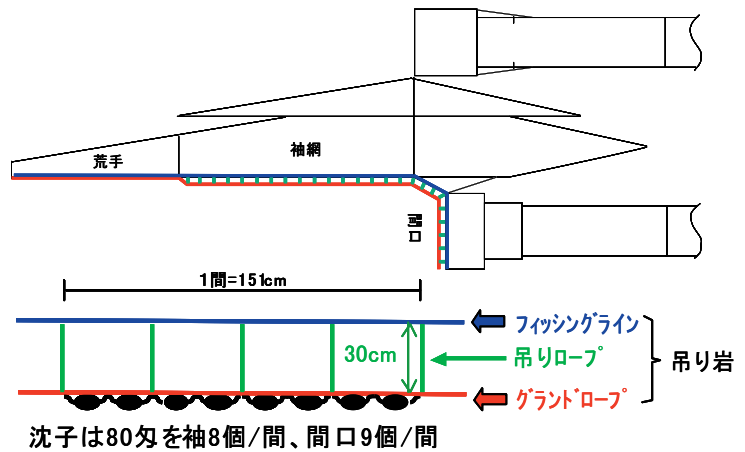 荒手
袖網
間口
1間=151cm
フィッシングライン
30cm
吊りロープ
吊り岩
グランドロープ
沈子は80匁を袖8個/間、間口9個/間